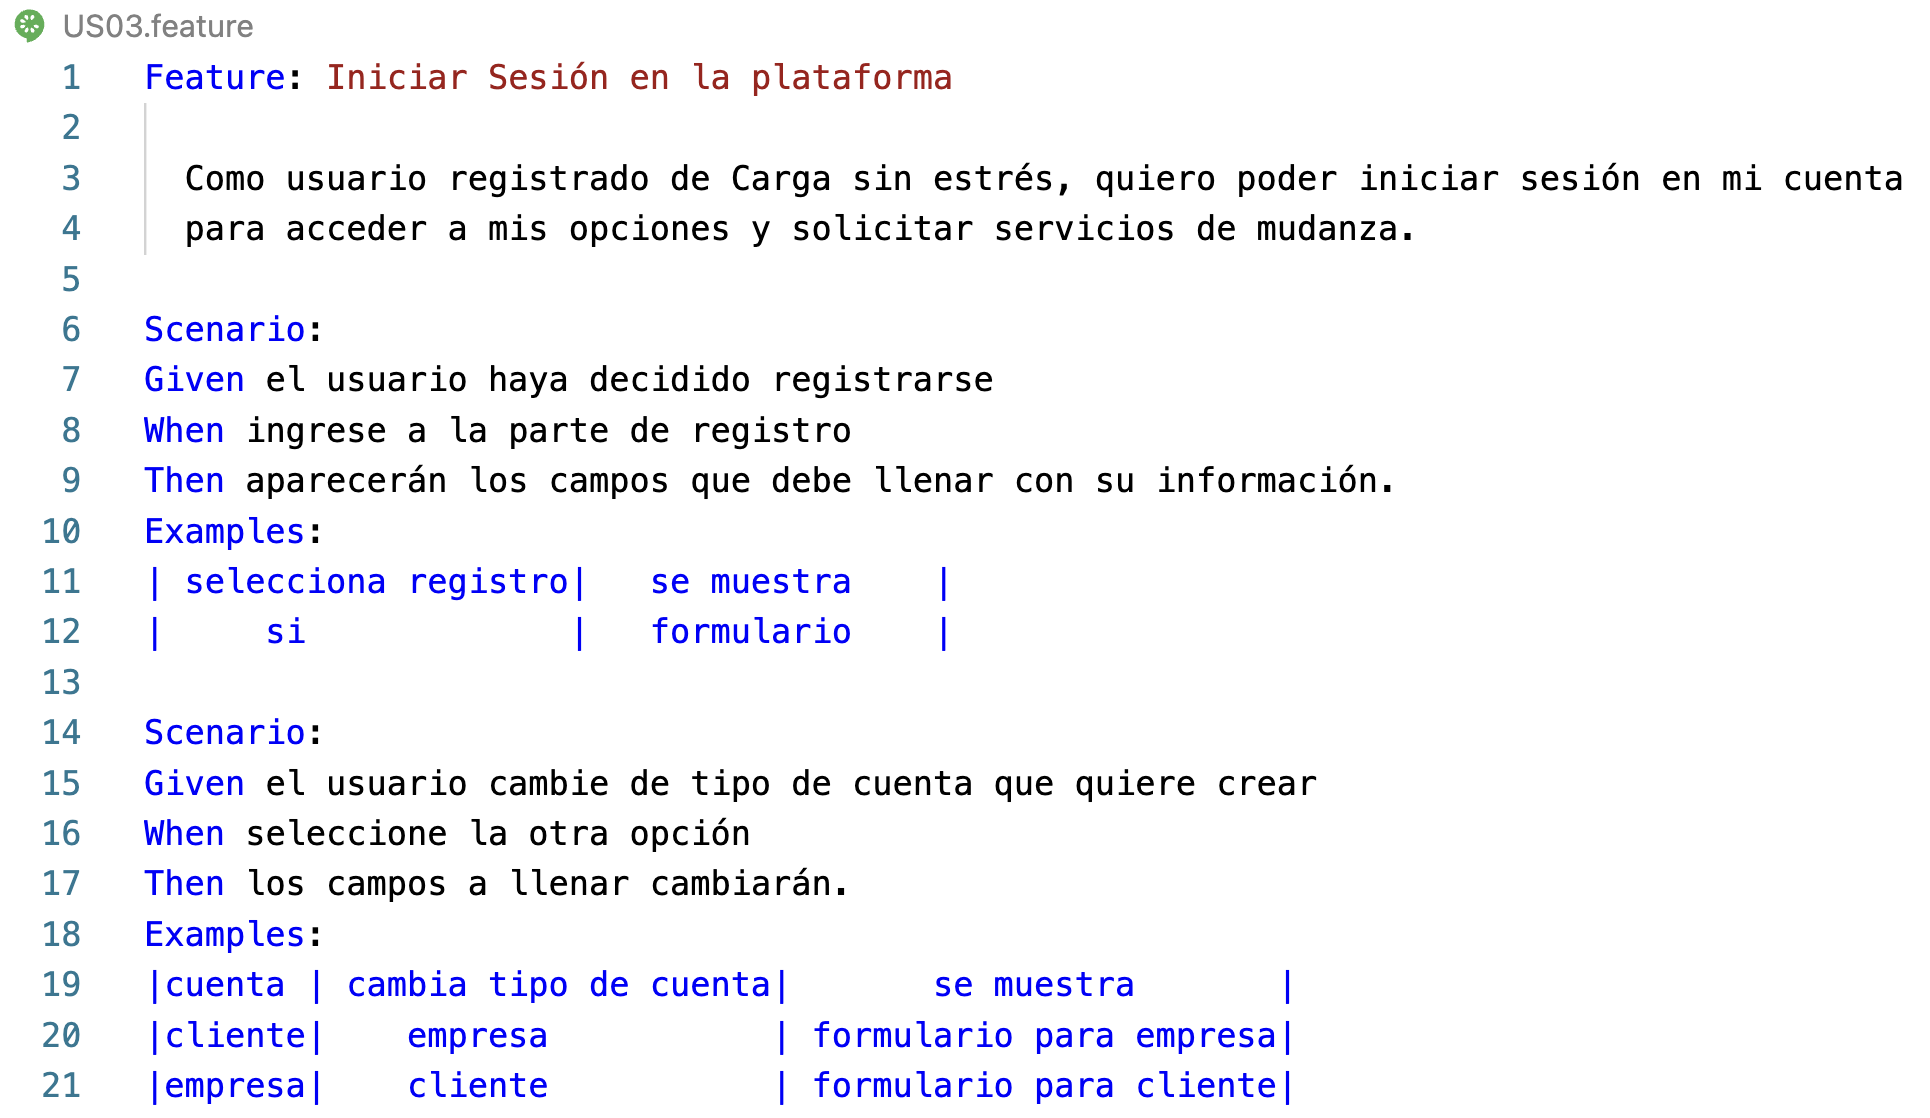 US03.feature
1 Feature: Iniciar Sesión en la plataforma
2
3 Como usuario registrado de Carga sin estrés, quiero poder iniciar sesión en mi cuenta
4 para acceder a mis opciones y solicitar servicios de mudanza.
5
6 Scenario:
7 Given el usuario haya decidido registrarse
8 When ingrese a la parte de registro
9 Then aparecerán los campos que debe llenar con su información.
10 Examples:
11 | selecciona registro|   se muestra    |
12 |     si             |   formulario    |
13
14 Scenario:
15 Given el usuario cambie de tipo de cuenta que quiere crear
16 When seleccione la otra opción
17 Then los campos a llenar cambiarán.
18 Examples:
19 |cuenta | cambia tipo de cuenta|       se muestra       |
20 |cliente|    empresa           | formulario para empresa|
21 |empresa|    cliente           | formulario para cliente|